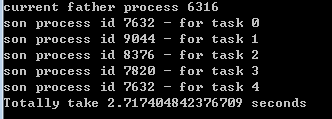 current father process 6316
son process id 7632 - for task 0
son process id 9044 - for task 1
son process id 8376 - for task 2
son process id 7820 - for task 3
son process id 7632 - for task 4
Totally take 2.717404842376709 seconds